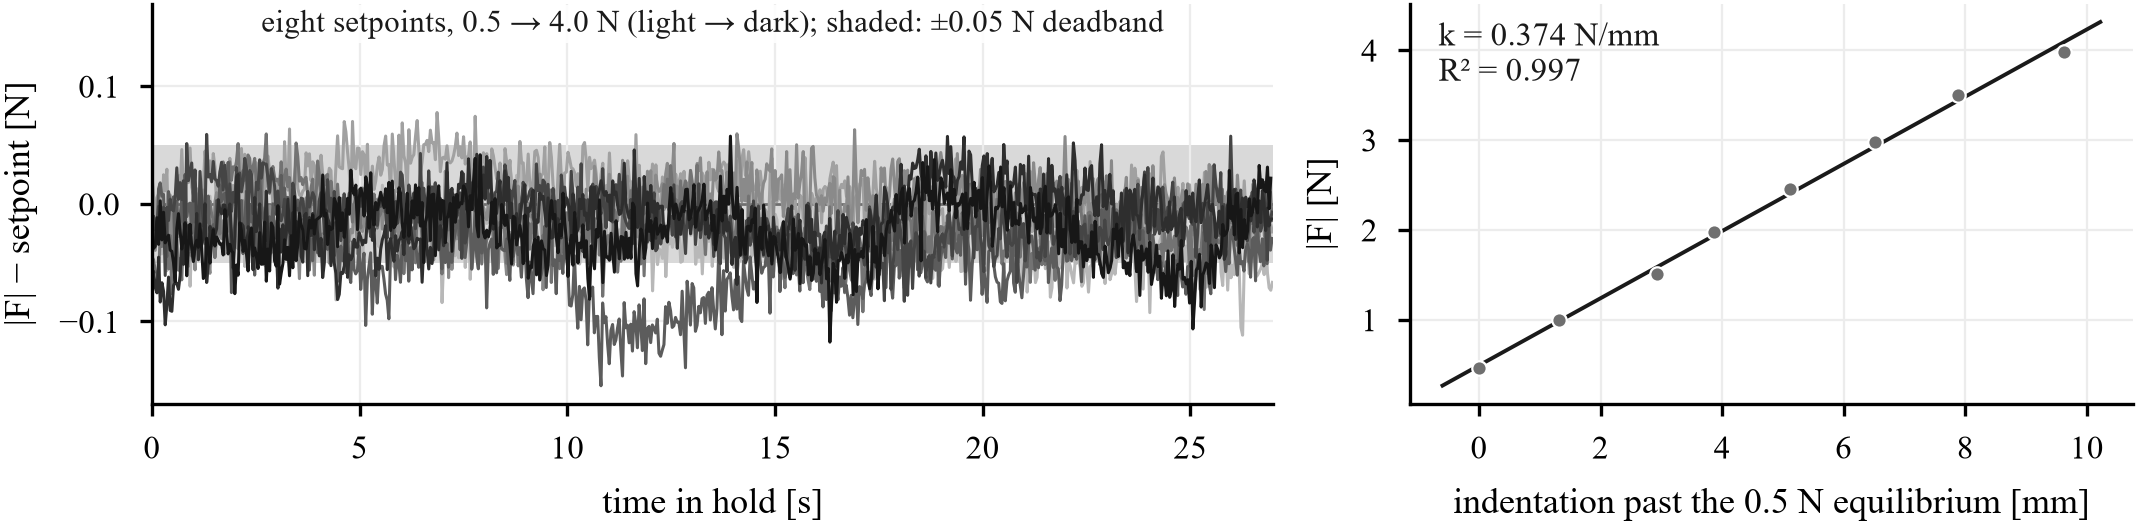 eight setpoints, 0.5 → 4.0 N (light → dark); shaded: ±0.05 N deadband
|F| − setpoint [N]
0.1
0.0
−0.1
0 5 10 15 20 25
time in hold [s]
k = 0.374 N/mm
R² = 0.997
|F| [N]
4
3
2
1
0 2 4 6 8 10
indentation past the 0.5 N equilibrium [mm]